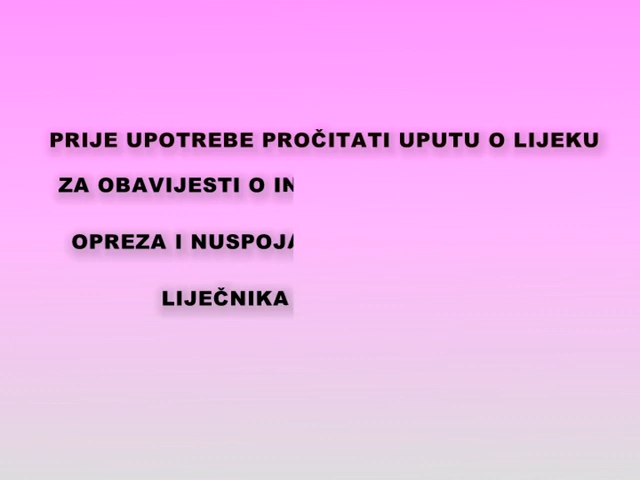 PRIJE UPOTREBE PROČITATI UPUTU O LIJEKU
ZA OBAVIJESTI O
OPREZA I
LIJEČNIKA